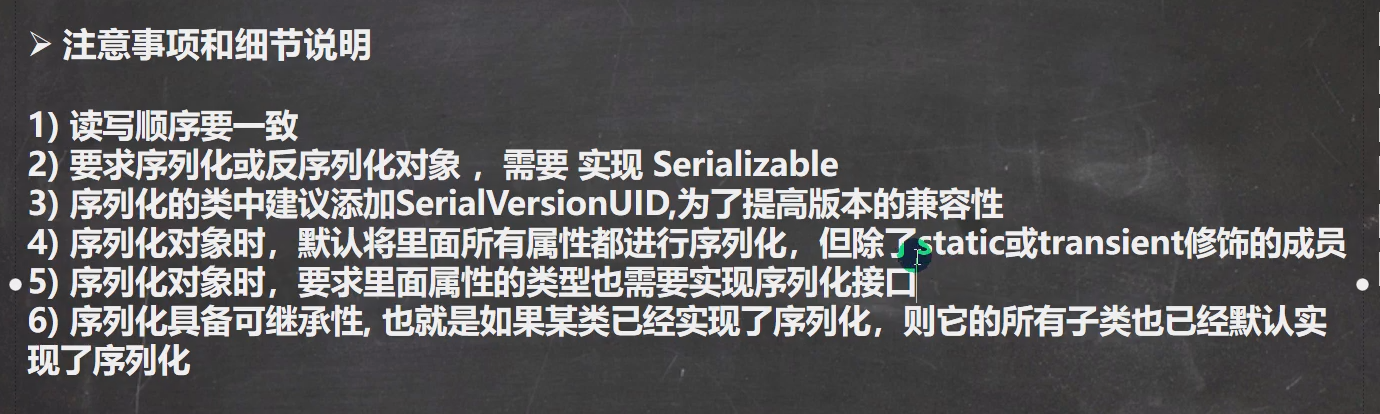 ➢ 注意事项和细节说明
1) 读写顺序要一致
2) 要求序列化或反序列化对象 ，需要 实现 Serializable
3) 序列化的类中建议添加SerialVersionUID,为了提高版本的兼容性
4) 序列化对象时，默认将里面所有属性都进行序列化，但除了static或transient修饰的成员
5) 序列化对象时，要求里面属性的类型也需要实现序列化接口
6) 序列化具备可继承性, 也就是如果某类已经实现了序列化，则它的所有子类也已经默认实
现了序列化